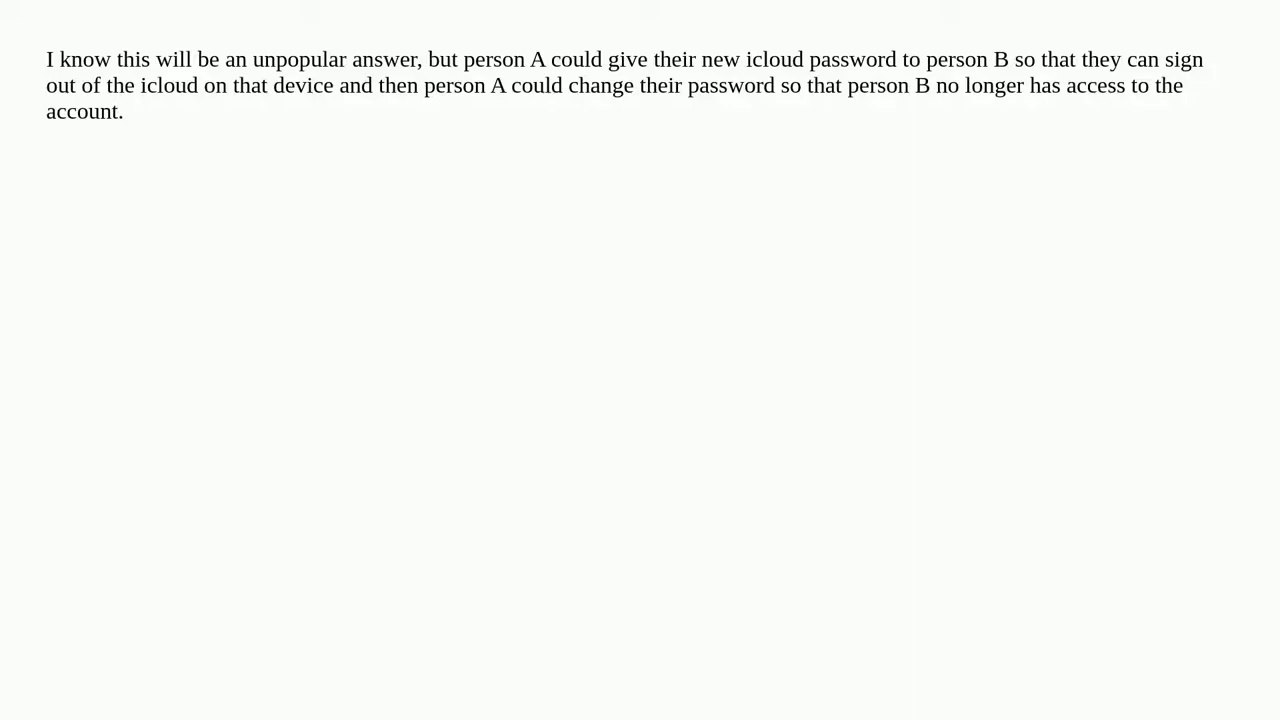 I know this will be an unpopular answer, but person A could give their new icloud password to person B so that they can sign
out of the icloud on that device and then person A could change their password so that person B no longer has access to the
account.